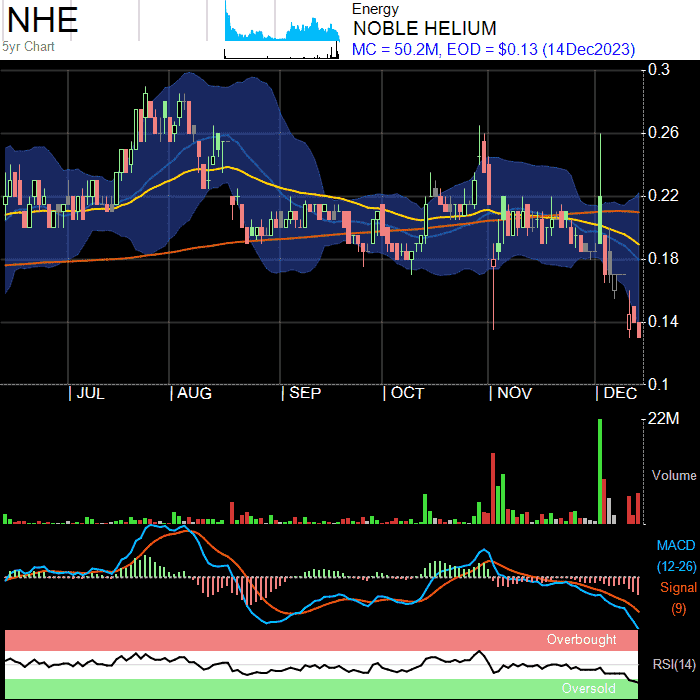 NHE
5yr Chart
Energy
NOBLE HELIUM
MC = 50.2M, EOD = $0.13 (14Dec2023)
0.3
0.26
0.22
0.18
0.14
0.1
JUL AUG SEP OCT NOV DEC
22M
Volume
MACD
(12-26)
Signal
(9)
Overbought
RSI(14)
Oversold